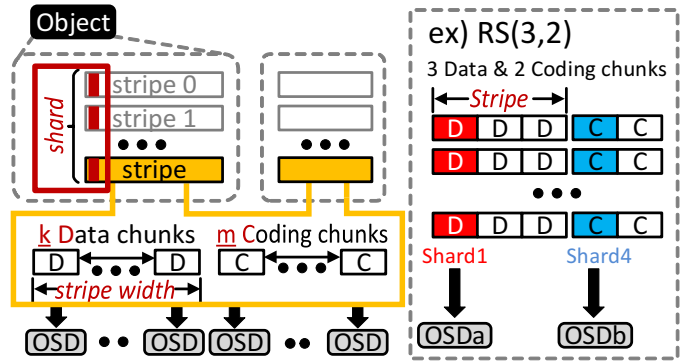 Object
shard
stripe 0
stripe 1
stripe
k Data chunks
m Coding chunks
D D C C
stripe width
OSD OSD OSD OSD
ex) RS(3,2)
3 Data & 2 Coding chunks
Stripe
D D D C C
D D D C C
D D D C C
Shard1 Shard4
OSDa OSDb